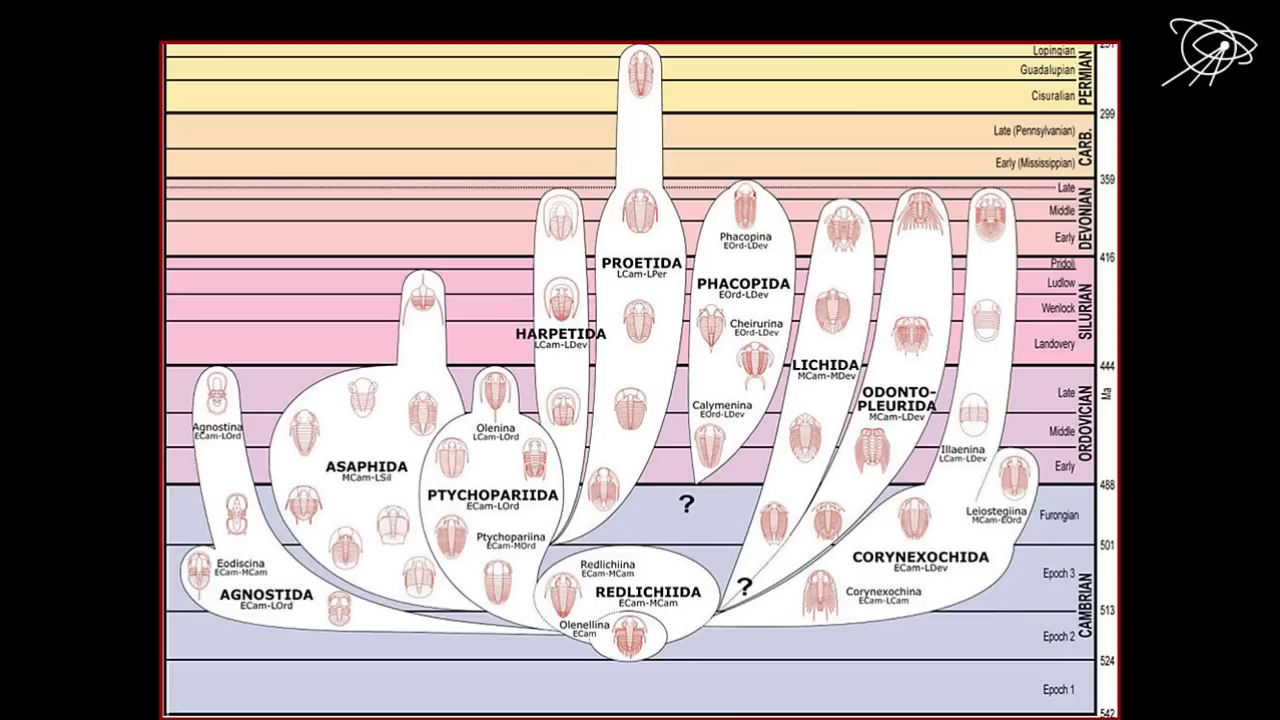 251
Lopingian
Guadalupian
Cisuralian
PERMIAN
299
Late (Pennsylvanian)
Early (Mississippian)
CARB.
359
Late
Middle
Early
DEVONIAN
416
Pridoli
Ludlow
Wenlock
Landovery
SILURIAN
444
Ma
Late
Middle
Early
ORDOVICIAN
488
Furongian
501
Epoch 3
513
Epoch 2
CAMBRIAN
524
Epoch 1
542
Phacopina
EOrd-LDev
PROETIDA
LCam-LPer
PHACOPIDA
EOrd-LDev
Cheirurina
EOrd-LDev
HARPETIDA
LCam-LDev
LICHIDA
MCam-MDev
ODONTO-
PLEURIDA
MCam-LDev
Calymenina
EOrd-LDev
Agnostina
ECam-LOrd
Olenina
LCam-LOrd
Illaenina
LCam-LDev
ASAPHIDA
MCam-LSil
PTYCHOPARIIDA
ECam-LOrd
?
Leiostegiina
MCam-EOrd
Ptychopariina
ECam-MOrd
CORYNEXOCHIDA
ECam-LDev
Eodiscina
ECam-MCam
Redlichiina
ECam-MCam
AGNOSTIDA
ECam-LOrd
REDLICHIIDA
ECam-MCam
?
Corynexochina
ECam-LCam
Olenellina
ECam